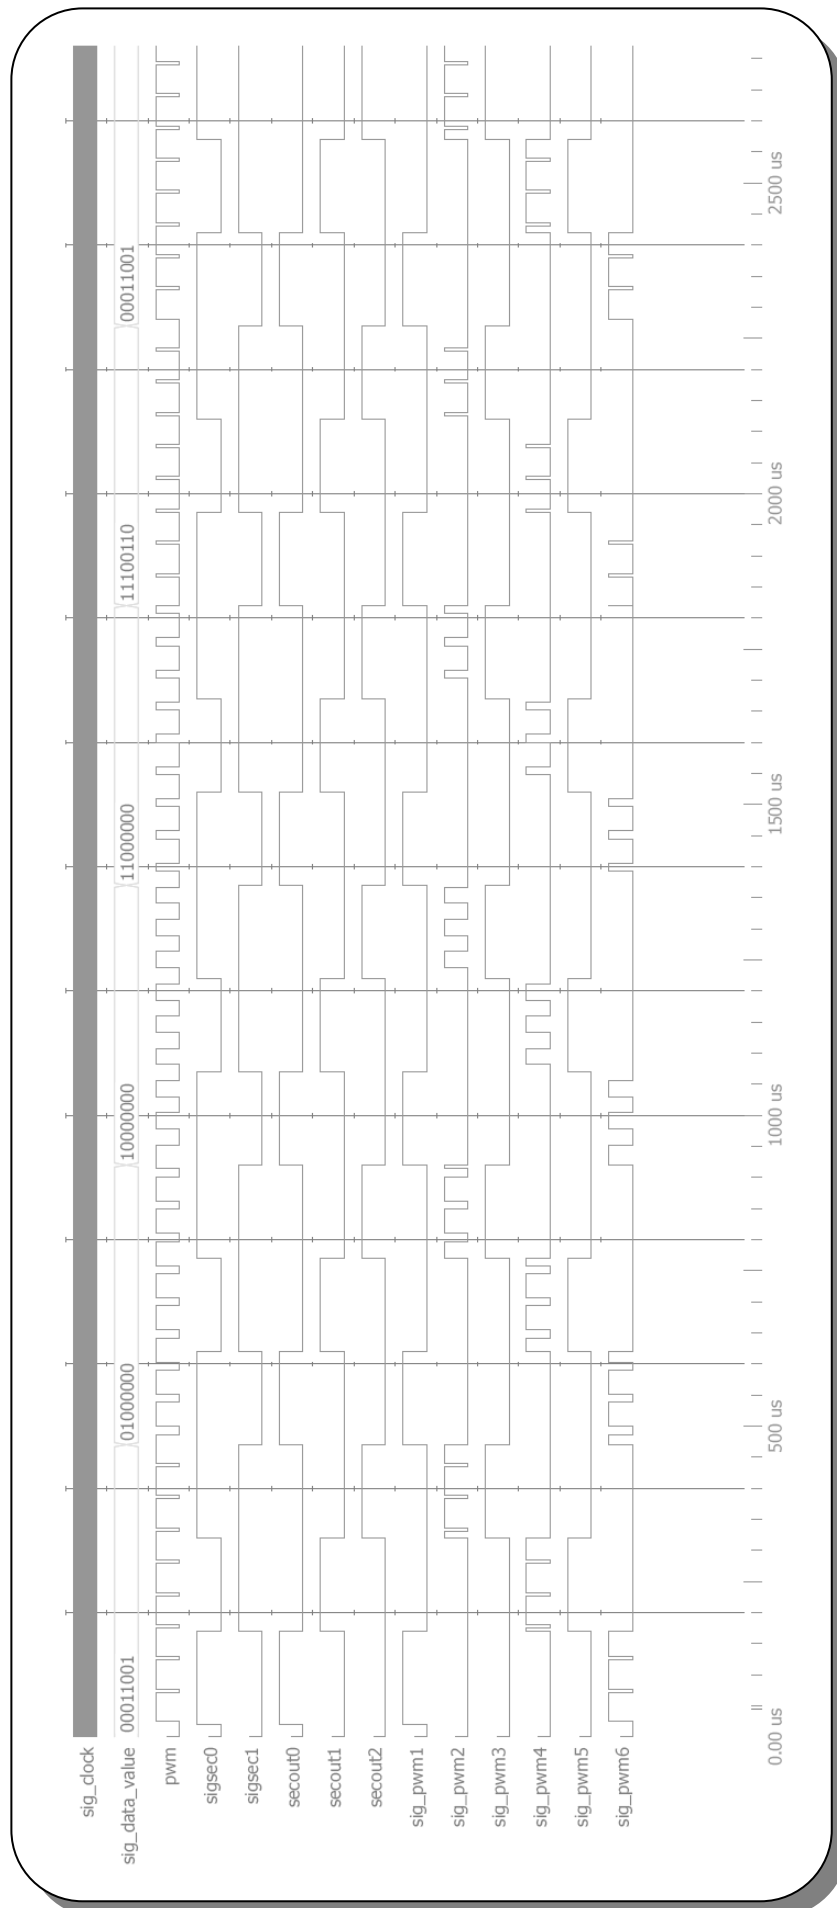 sig_clock
sig_data_value
00011001
01000000
10000000
11000000
11100110
00011001
pwm
sigsec0
sigsec1
secout0
secout1
secout2
sig_pwm1
sig_pwm2
sig_pwm3
sig_pwm4
sig_pwm5
sig_pwm6
0.00 us
500 us
1000 us
1500 us
2000 us
2500 us